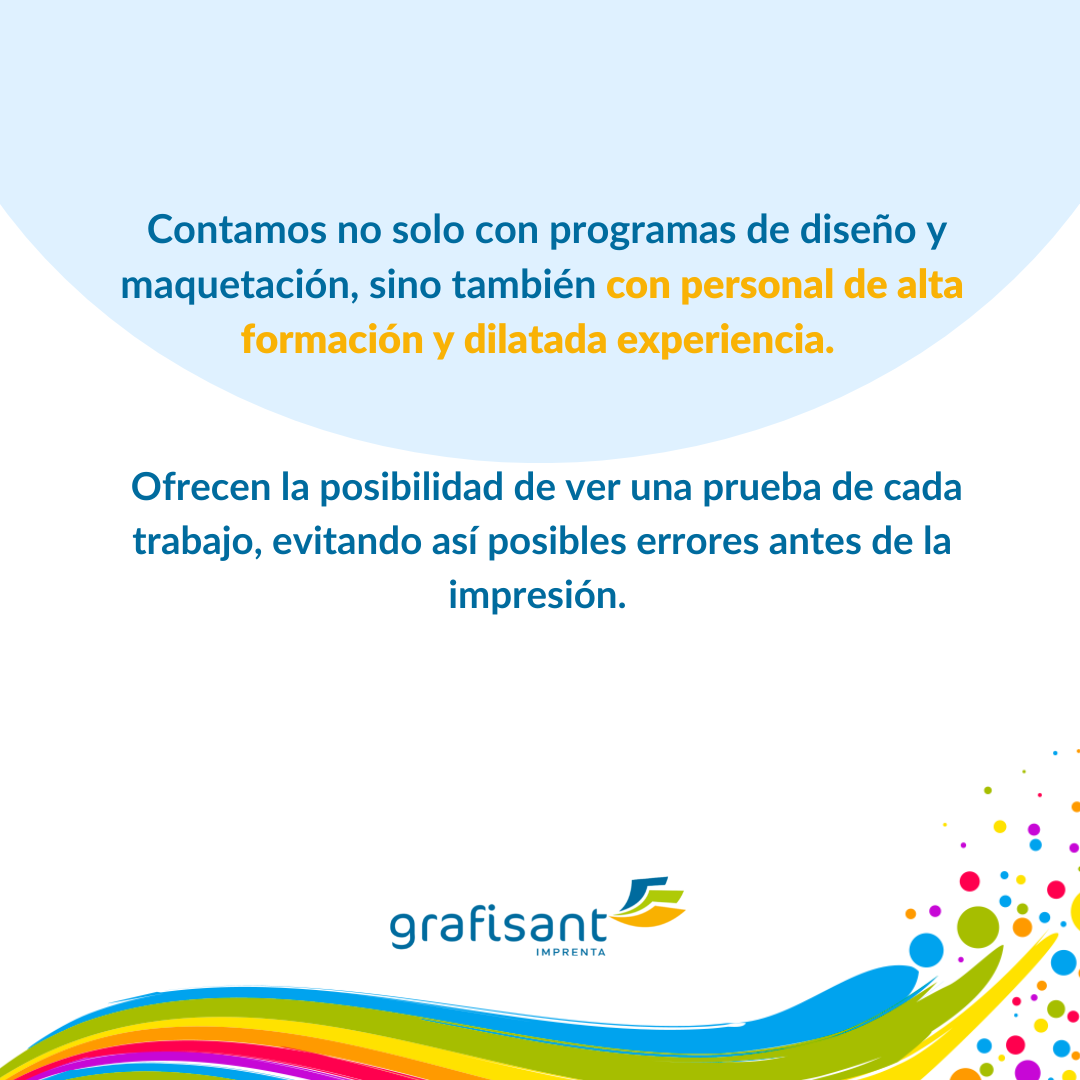 Contamos no solo con programas de diseño y
maquetación, sino también con personal de alta
formación y dilatada experiencia.
Ofrecen la posibilidad de ver una prueba de cada
trabajo, evitando así posibles errores antes de la
impresión.
grafisant
IMPRENTA